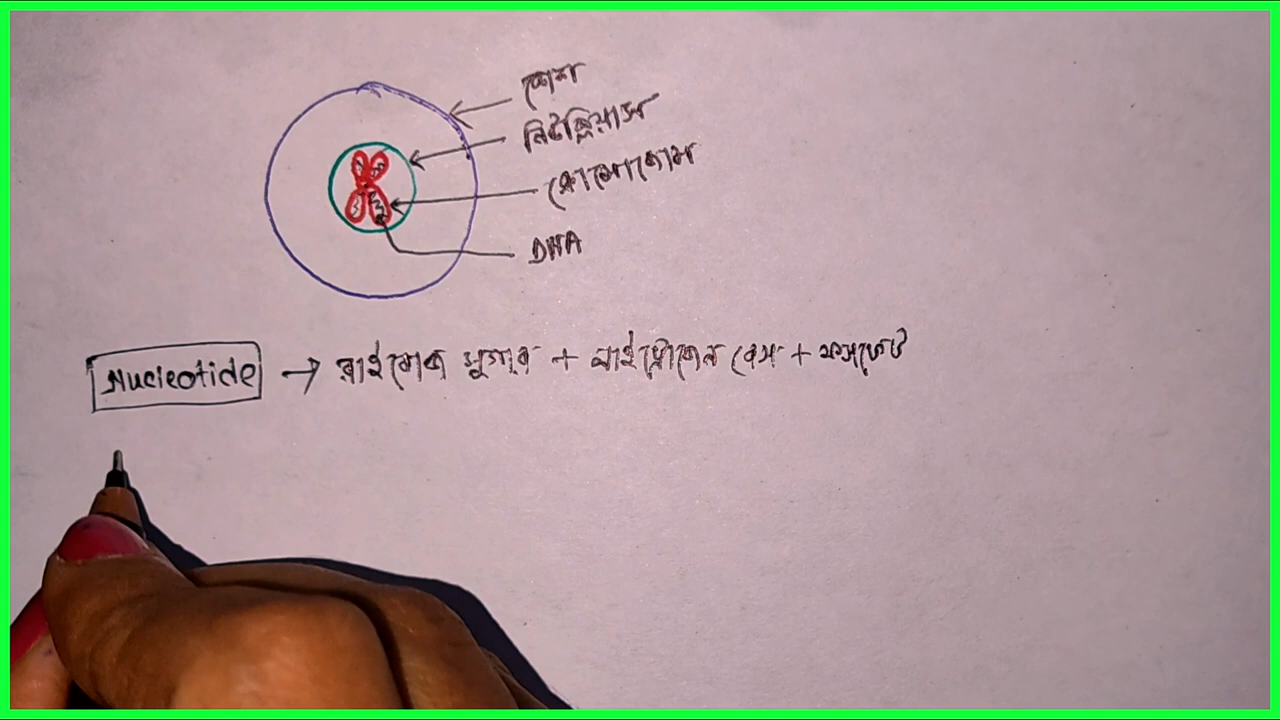 কোশ
নিউক্লিয়াস
ক্রোমোজোম
DNA
Nucleotide → রাইবোজ সুগার + নাইট্রোজেন বেস + ফসফেট